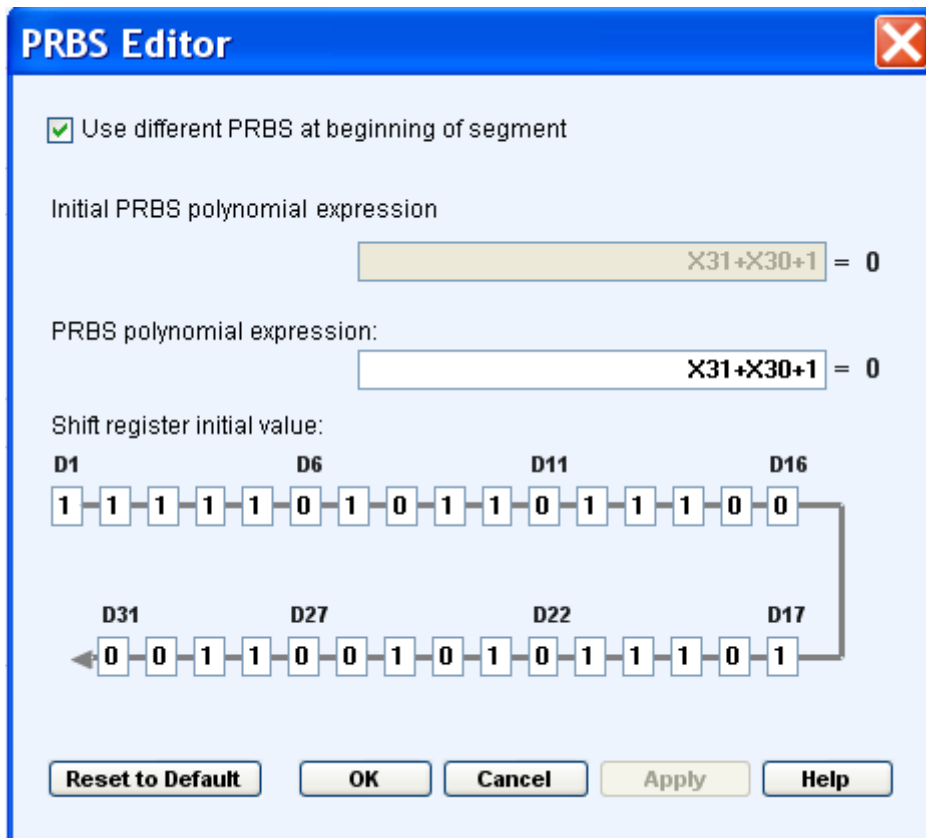 PRBS Editor
Use different PRBS at beginning of segment
Initial PRBS polynomial expression
X31+X30+1 = 0
PRBS polynomial expression:
X31+X30+1 = 0
Shift register initial value:
D1 D6 D11 D16
1 1 1 1 1 0 1 0 1 1 0 1 1 1 0 0
D31 D27 D22 D17
0 0 1 1 0 0 1 0 1 0 1 1 1 0 1
Reset to Default OK Cancel Apply Help